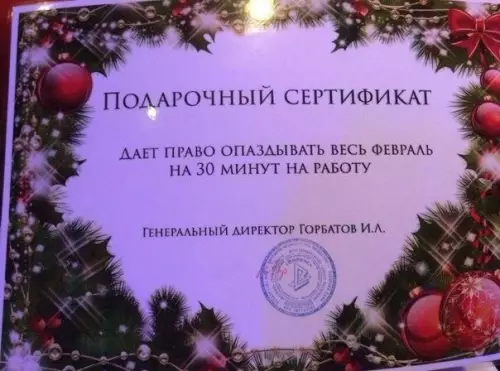 Подарочный сертификат
дает право опаздывать весь февраль
на 30 минут на работу
Генеральный директор Горбатов И.Л.